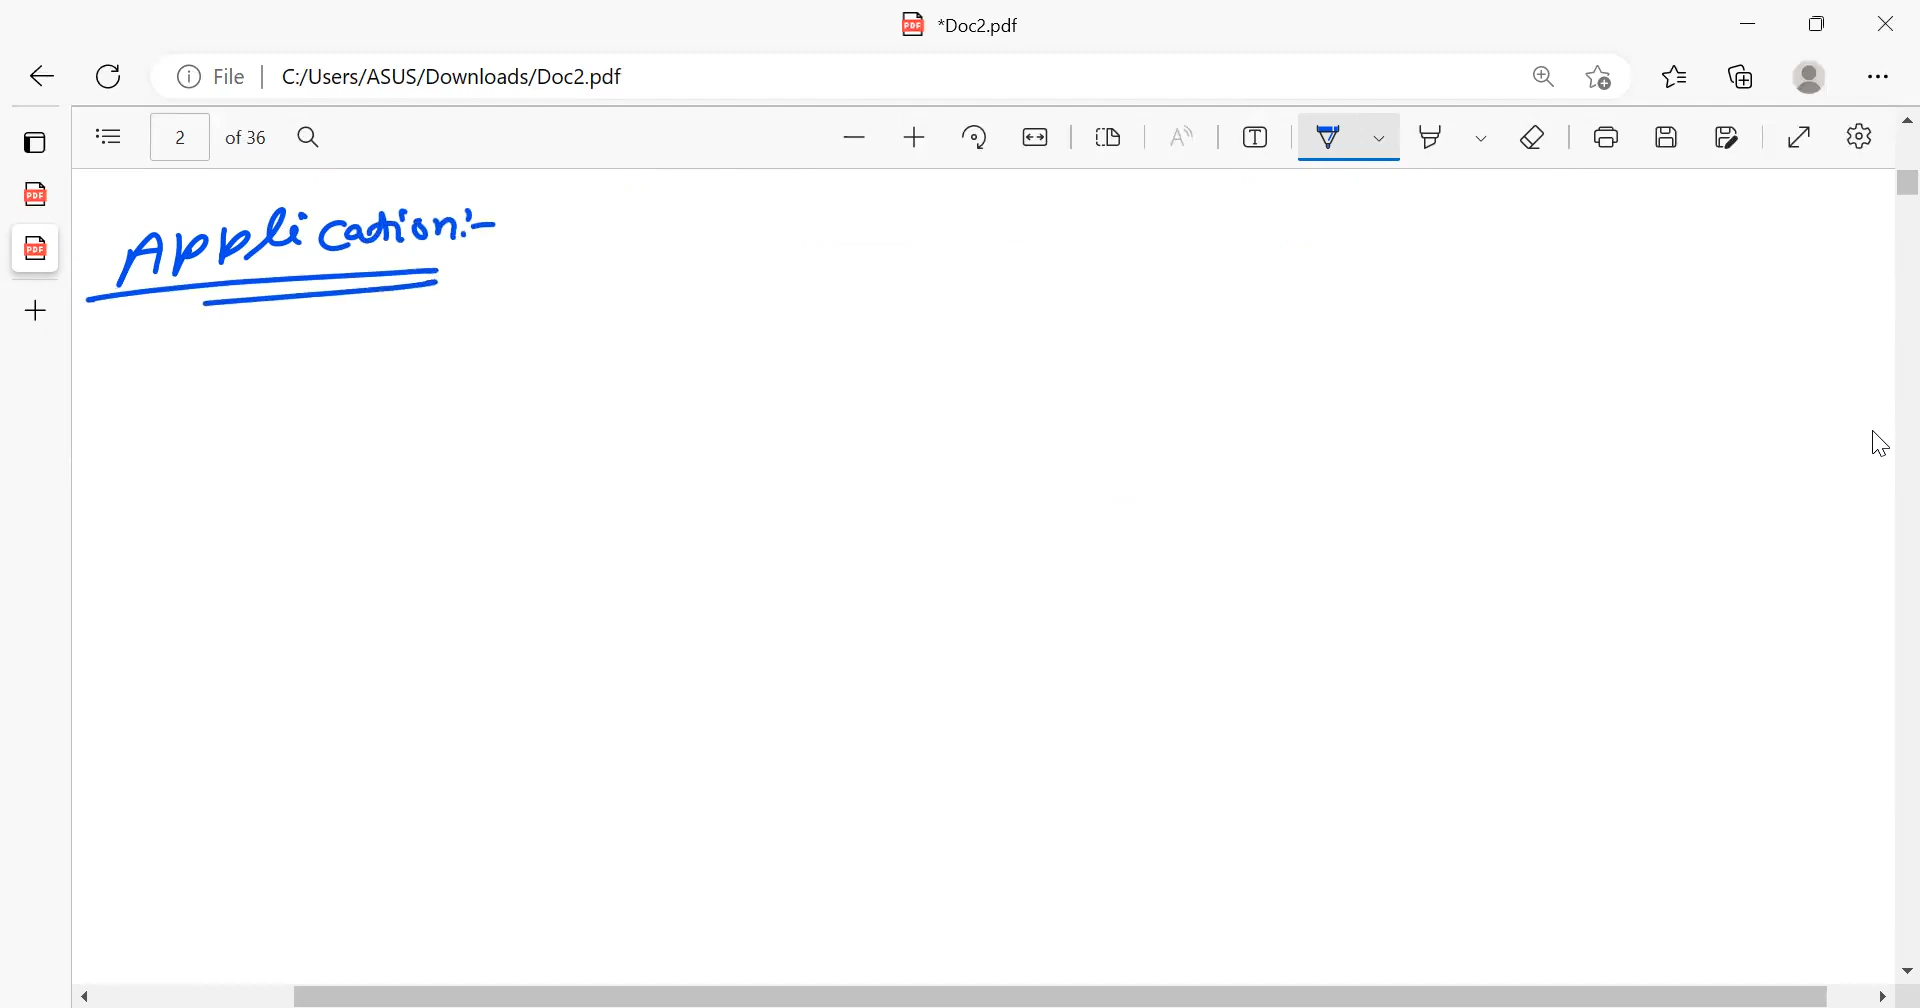 *Doc2.pdf
File | C:/Users/ASUS/Downloads/Doc2.pdf
2 of 36
Application:-